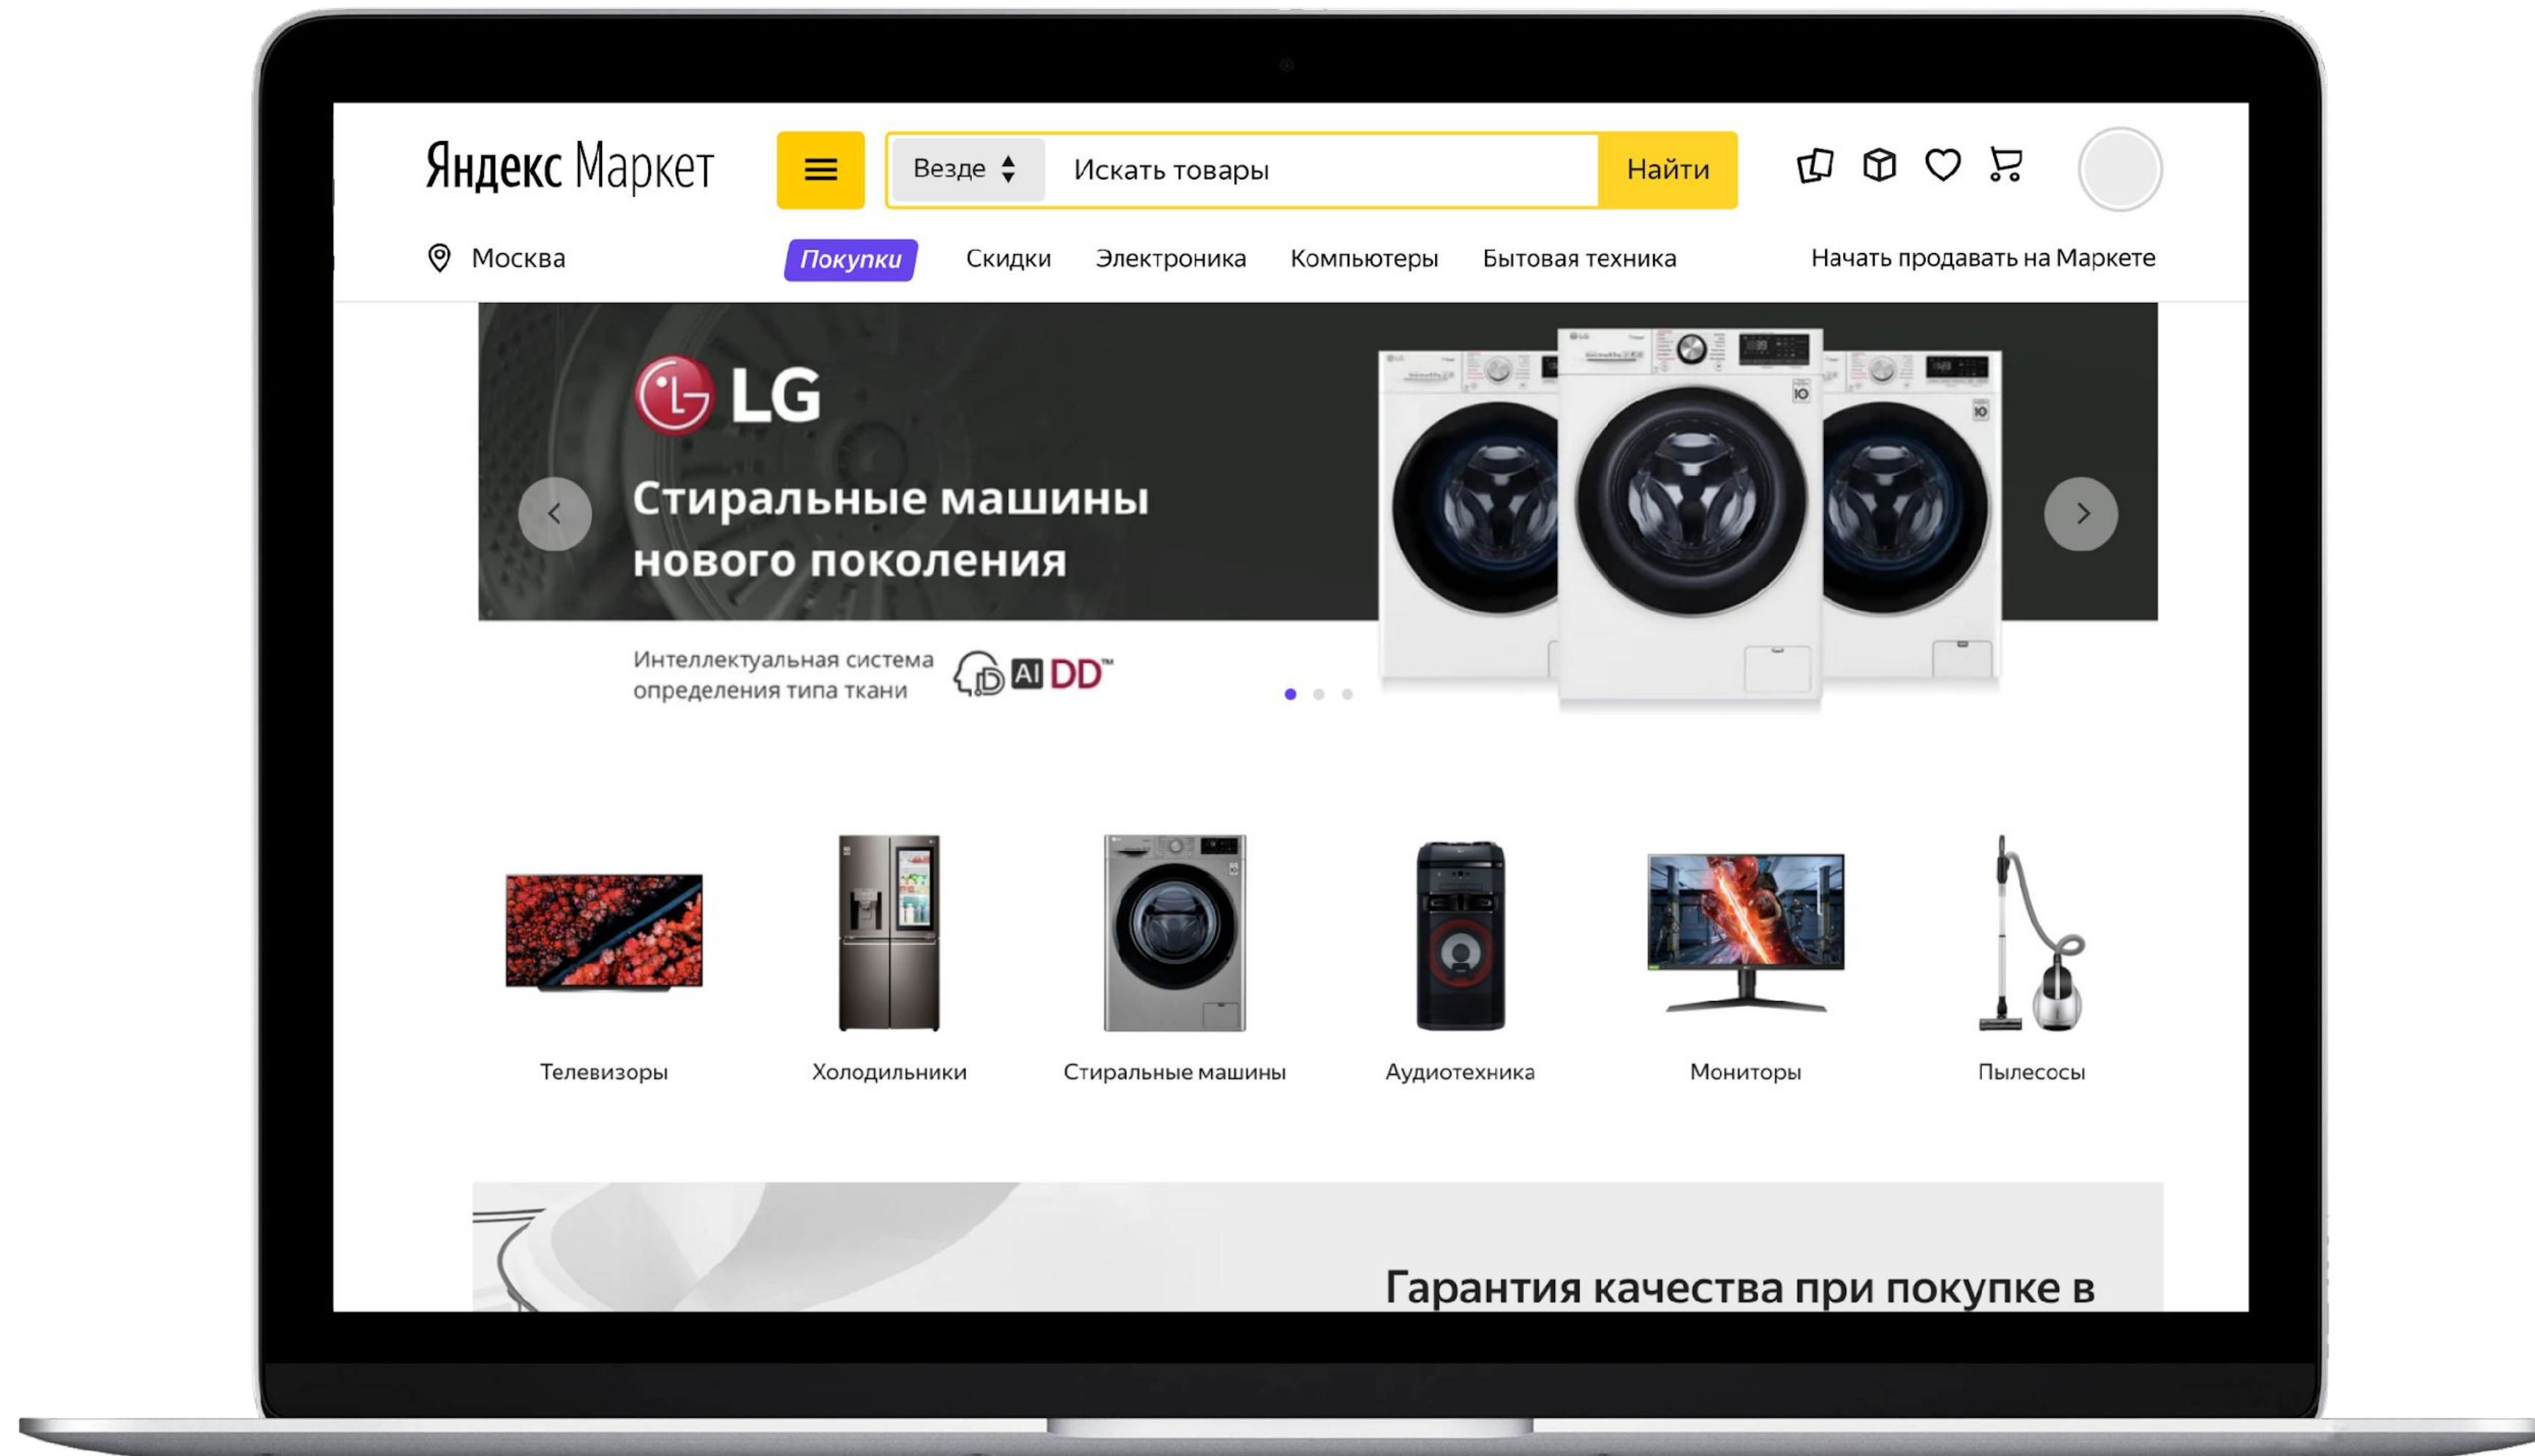 Яндекс Маркет
Везде
Искать товары
Найти
Москва
Покупки
Скидки
Электроника
Компьютеры
Бытовая техника
Начать продавать на Маркете
LG
Стиральные машины
нового поколения
Интеллектуальная система
определения типа ткани
AI DD™
Телевизоры
Холодильники
Стиральные машины
Аудиотехника
Мониторы
Пылесосы
Гарантия качества при покупке в